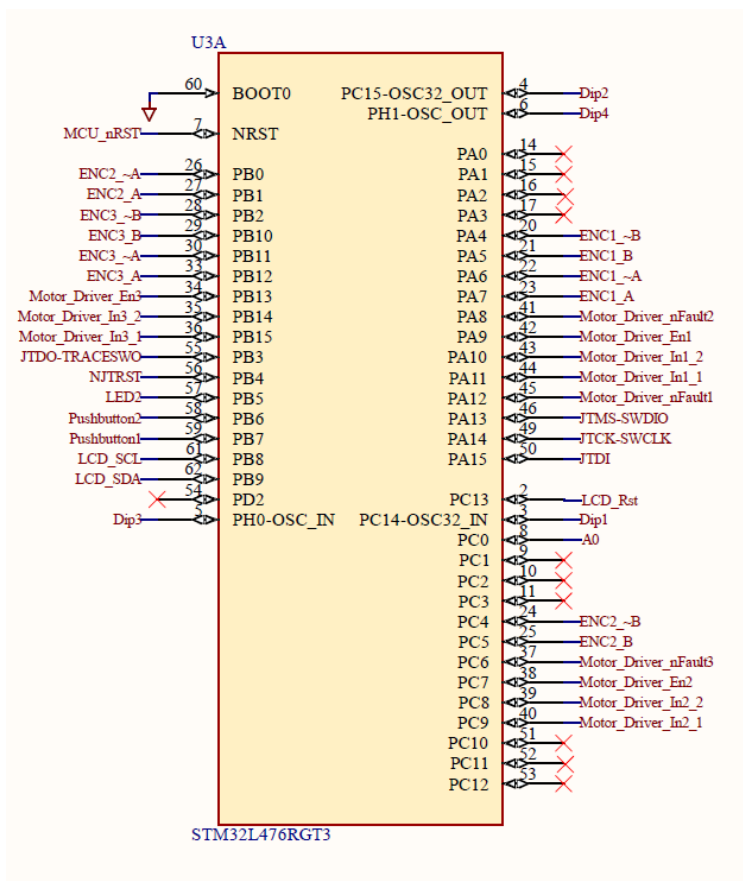 U3A
60 BOOT0 PC15-OSC32_OUT 4 Dip2
PH1-OSC_OUT 6 Dip4
MCU_nRST 7 NRST
PA0 14
ENC2_~A 26 PB0 PA1 15
ENC2_A 27 PB1 PA2 16
ENC3_~B 28 PB2 PA3 17
ENC3_B 29 PB10 PA4 20 ENC1_~B
ENC3_~A 30 PB11 PA5 21 ENC1_B
ENC3_A 33 PB12 PA6 22 ENC1_~A
Motor_Driver_En3 34 PB13 PA7 23 ENC1_A
Motor_Driver_In3_2 35 PB14 PA8 41 Motor_Driver_nFault2
Motor_Driver_In3_1 36 PB15 PA9 42 Motor_Driver_En1
JTDO-TRACESWO 55 PB3 PA10 43 Motor_Driver_In1_2
NJTRST 56 PB4 PA11 44 Motor_Driver_In1_1
LED2 57 PB5 PA12 45 Motor_Driver_nFault1
Pushbutton2 58 PB6 PA13 46 JTMS-SWDIO
Pushbutton1 59 PB7 PA14 49 JTCK-SWCLK
LCD_SCL 61 PB8 PA15 50 JTDI
LCD_SDA 62 PB9
54 PD2 PC13 2 LCD_Rst
Dip3 5 PH0-OSC_IN PC14-OSC32_IN 3 Dip1
PC0 8 A0
PC1 9
PC2 10
PC3 11
PC4 24 ENC2_~B
PC5 25 ENC2_B
PC6 37 Motor_Driver_nFault3
PC7 38 Motor_Driver_En2
PC8 39 Motor_Driver_In2_2
PC9 40 Motor_Driver_In2_1
PC10 51
PC11 52
PC12 53
STM32L476RGT3